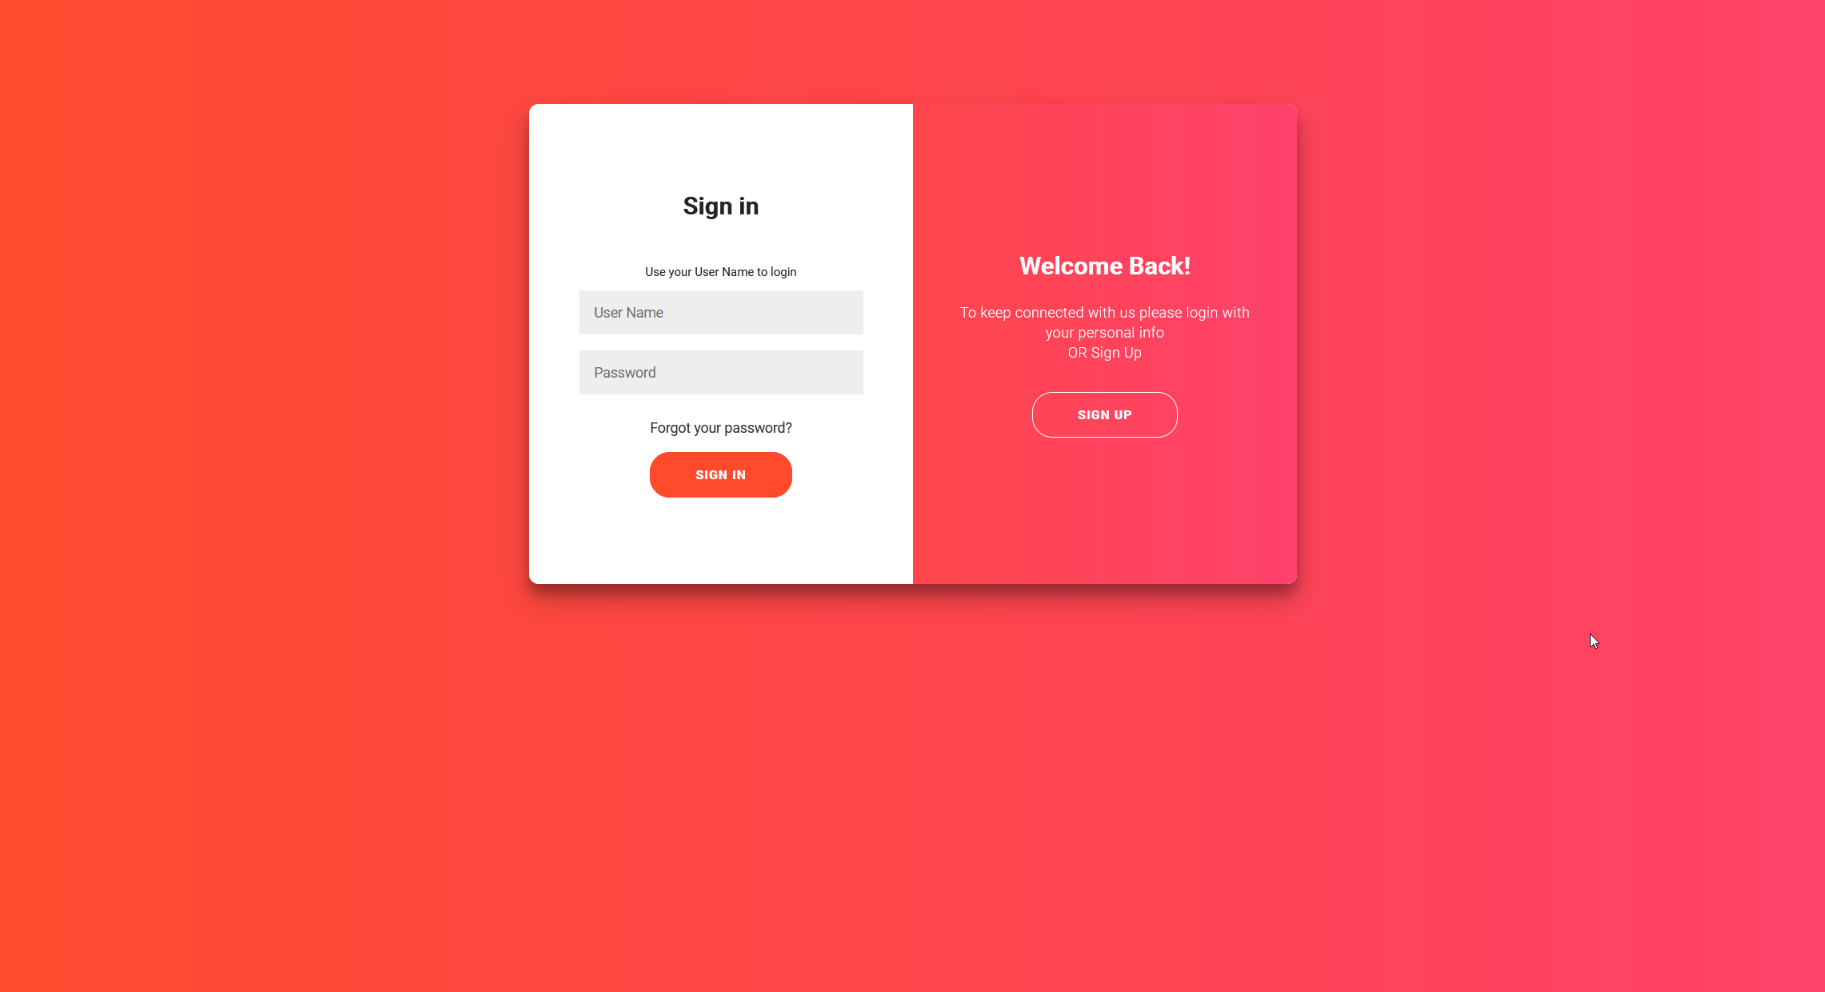 Sign in
Use your User Name to login
User Name
Password
Forgot your password?
SIGN IN
Welcome Back!
To keep connected with us please login with
your personal info
OR Sign Up
SIGN UP